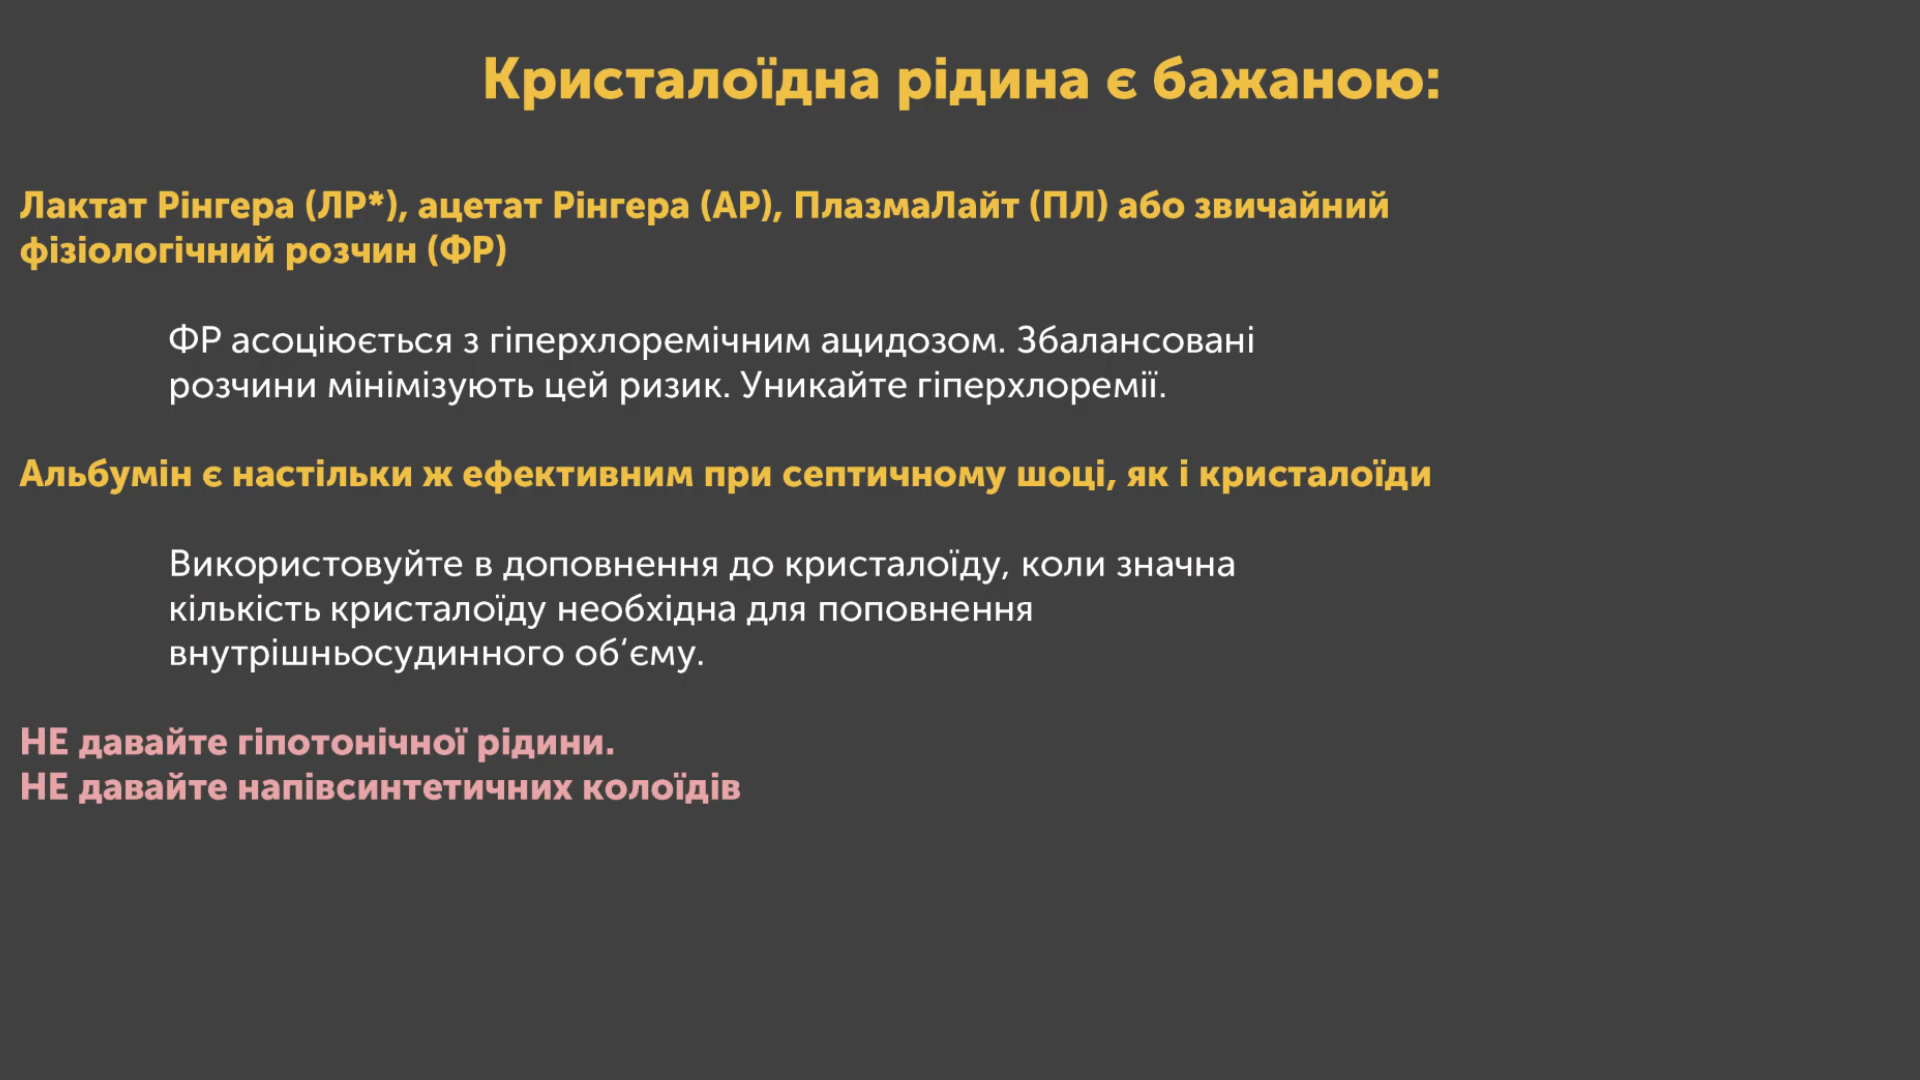 Кристалоїдна рідина є бажаною:
Лактат Рінгера (ЛР*), ацетат Рінгера (АР), ПлазмаЛайт (ПЛ) або звичайний
фізіологічний розчин (ФР)
ФР асоціюється з гіперхлоремічним ацидозом. Збалансовані
розчини мінімізують цей ризик. Уникайте гіперхлоремії.
Альбумін є настільки ж ефективним при септичному шоці, як і кристалоїди
Використовуйте в доповнення до кристалоїду, коли значна
кількість кристалоїду необхідна для поповнення
внутрішньосудинного об‘єму.
НЕ давайте гіпотонічної рідини.
НЕ давайте напівсинтетичних колоїдів